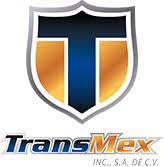 T
TransMex
INC., S.A. DE C.V.